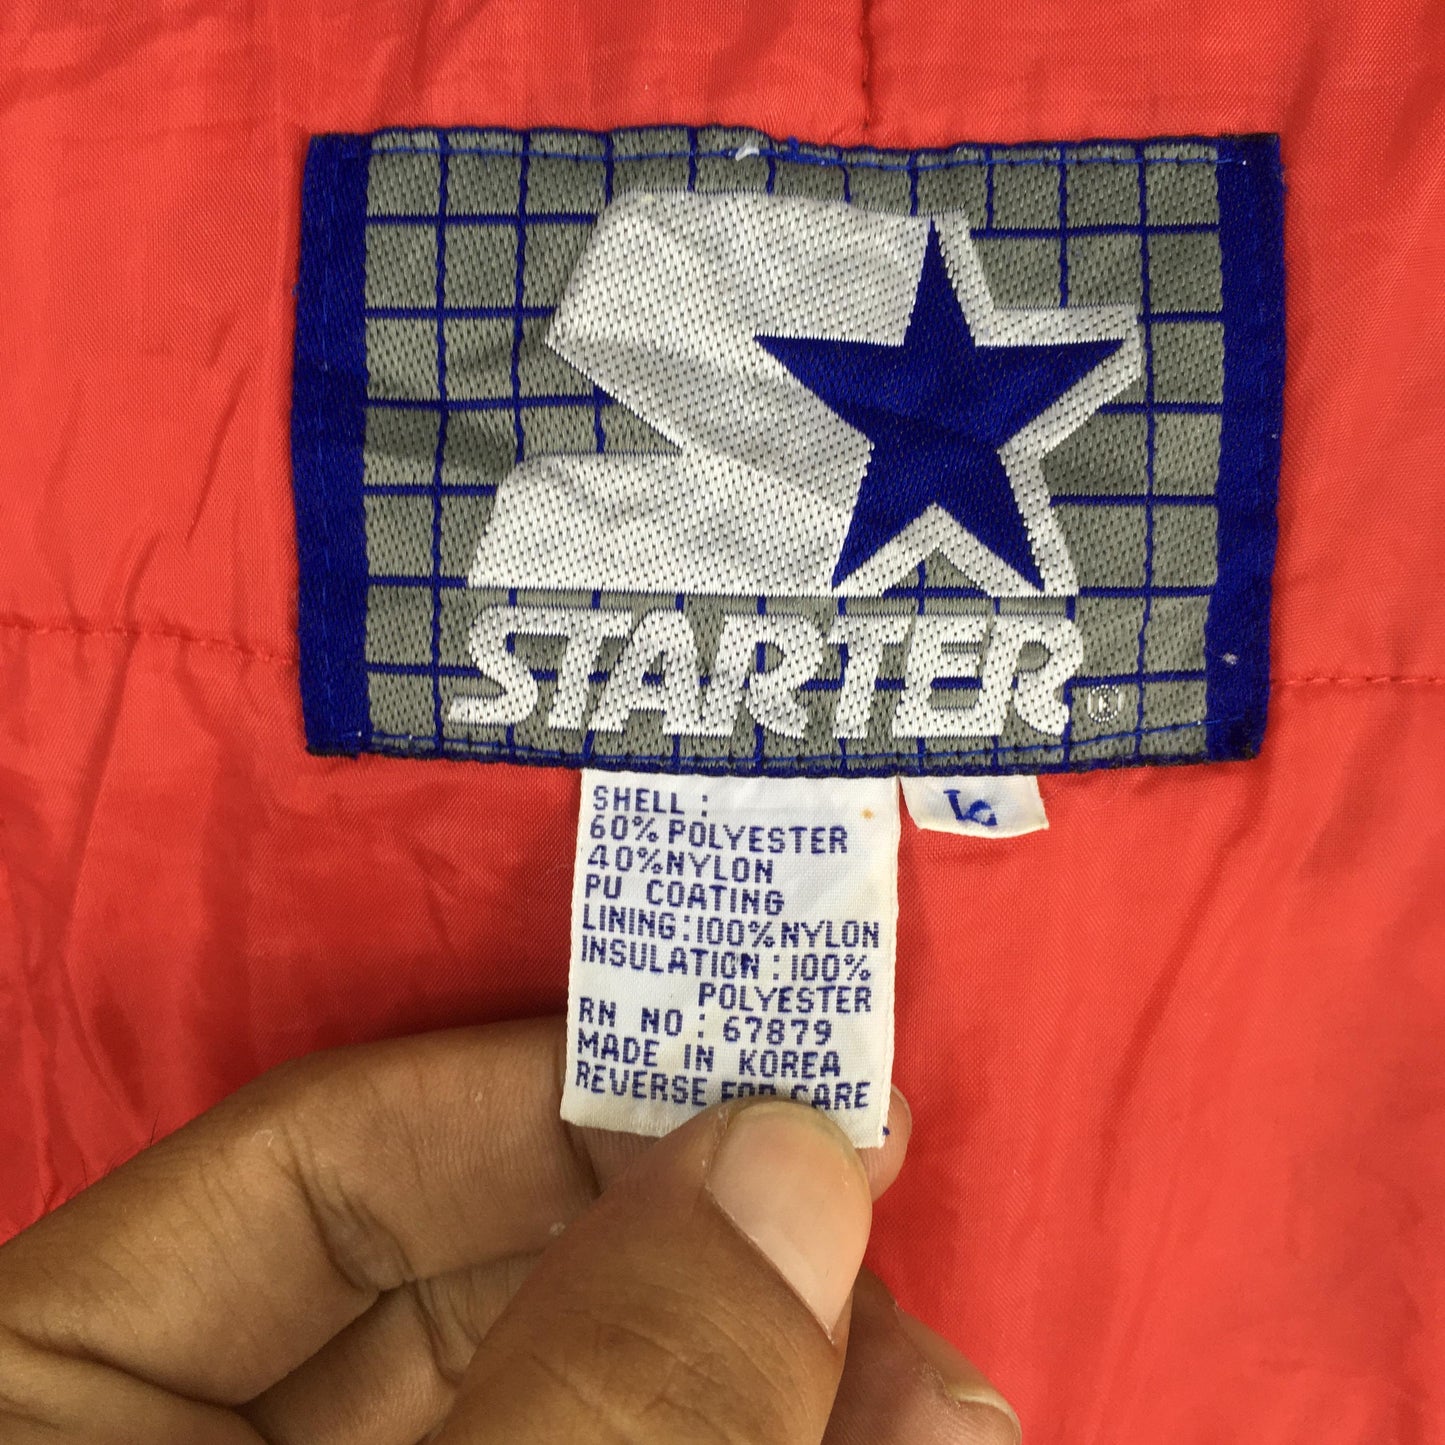 STARTER ®
LG
SHELL :
60% POLYESTER
40%NYLON
PU COATING
LINING:100%NYLON
INSULATION :100%
POLYESTER
RN NO : 67879
MADE IN KOREA
REVERSE FOR CARE